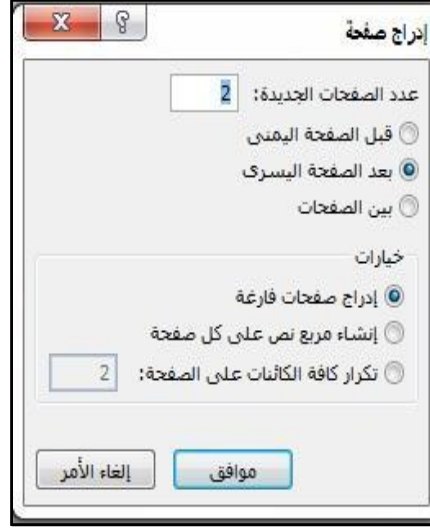 إدراج صفحة
عدد الصفحات الجديدة: 2
قبل الصفحة اليمنى
بعد الصفحة اليسرى
بين الصفحات
خيارات
إدراج صفحات فارغة
إنشاء مربع نص على كل صفحة
تكرار كافة الكائنات على الصفحة: 2
موافق إلغاء الأمر